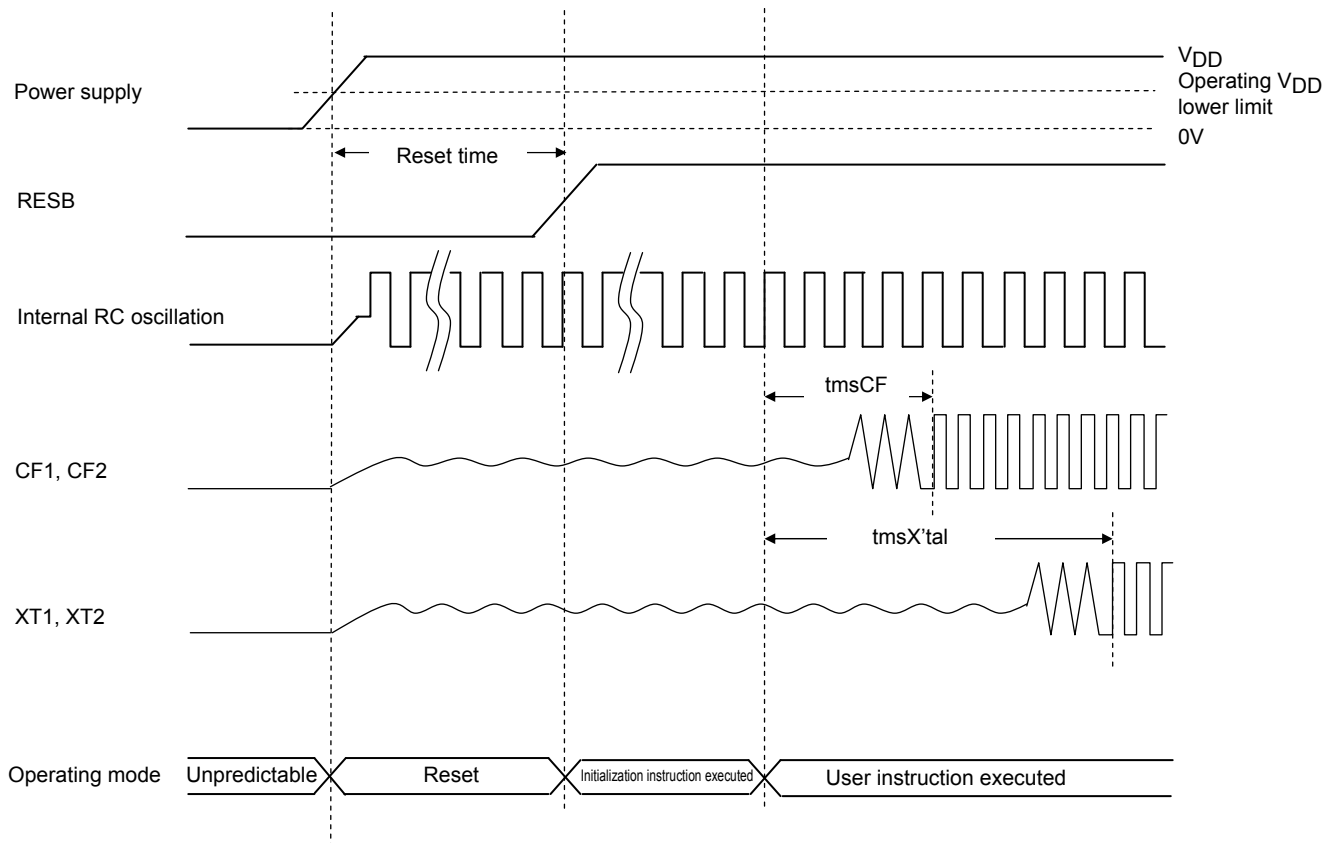 VDD
Power supply
Operating VDD
lower limit
0V
Reset time
RESB
Internal RC oscillation
tmsCF
CF1, CF2
tmsX'tal
XT1, XT2
Operating mode
Unpredictable
Reset
Initialization instruction executed
User instruction executed